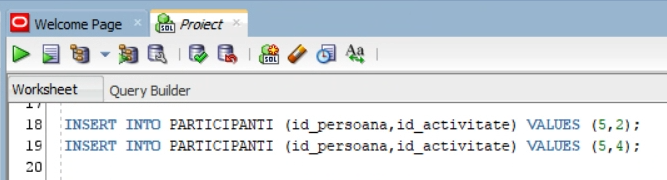 Welcome Page
Proiect
Worksheet Query Builder
17
18 INSERT INTO PARTICIPANTI (id_persoana,id_activitate) VALUES (5,2);
19 INSERT INTO PARTICIPANTI (id_persoana,id_activitate) VALUES (5,4);
20